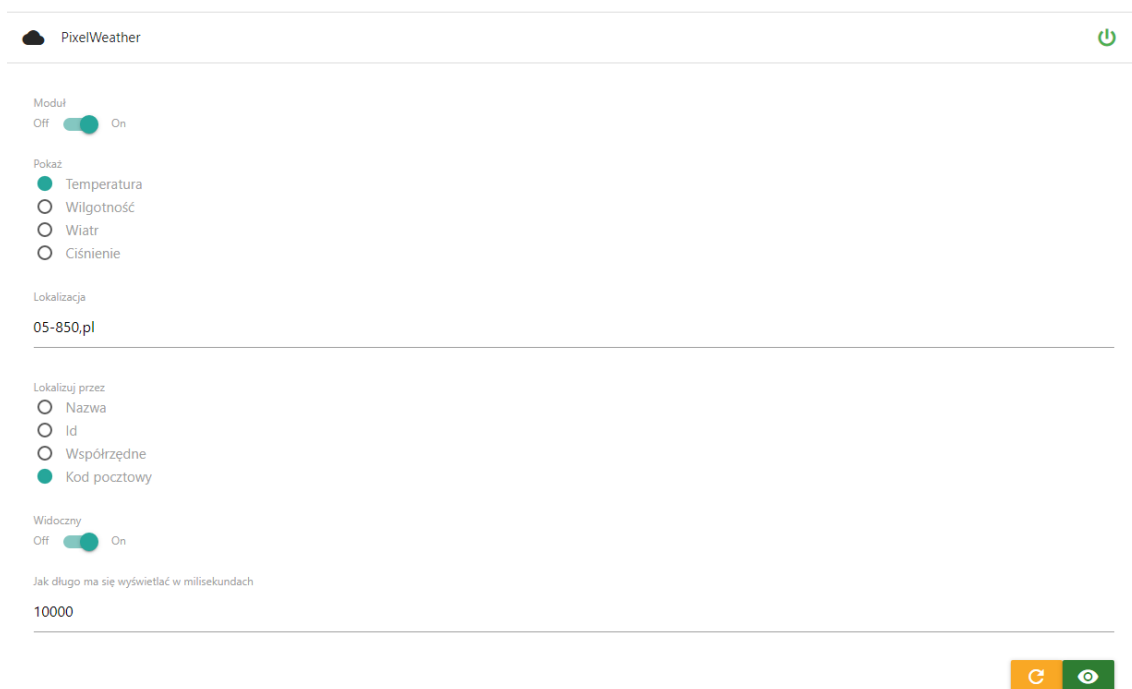 PixelWeather
Moduł
Off On
Pokaż
Temperatura
Wilgotność
Wiatr
Ciśnienie
Lokalizacja
05-850,pl
Lokalizuj przez
Nazwa
Id
Współrzędne
Kod pocztowy
Widoczny
Off On
Jak długo ma się wyświetlać w milisekundach
10000